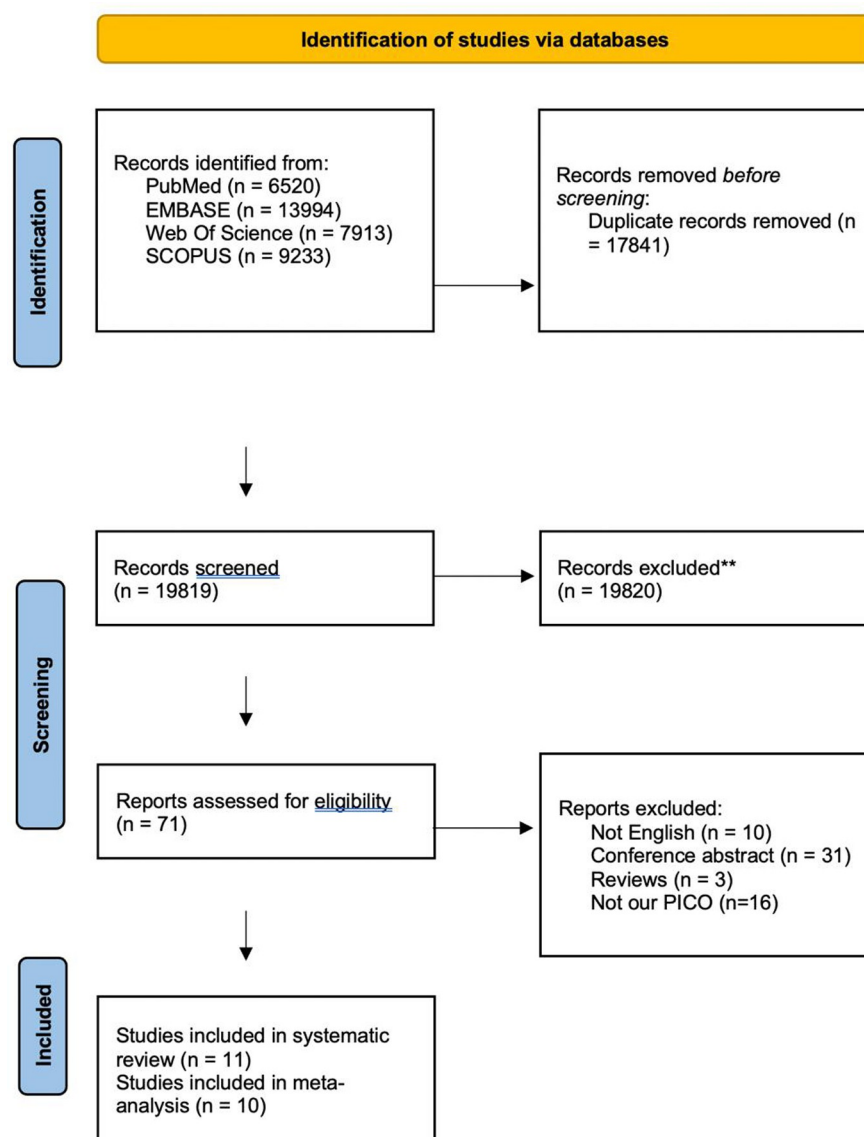 Identification of studies via databases
Identification
Records identified from:
PubMed (n = 6520)
EMBASE (n = 13994)
Web Of Science (n = 7913)
SCOPUS (n = 9233)
Records removed before
screening:
Duplicate records removed (n
= 17841)
Screening
Records screened
(n = 19819)
Records excluded**
(n = 19820)
Reports assessed for eligibility
(n = 71)
Reports excluded:
Not English (n = 10)
Conference abstract (n = 31)
Reviews (n = 3)
Not our PICO (n=16)
Included
Studies included in systematic
review (n = 11)
Studies included in meta-
analysis (n = 10)